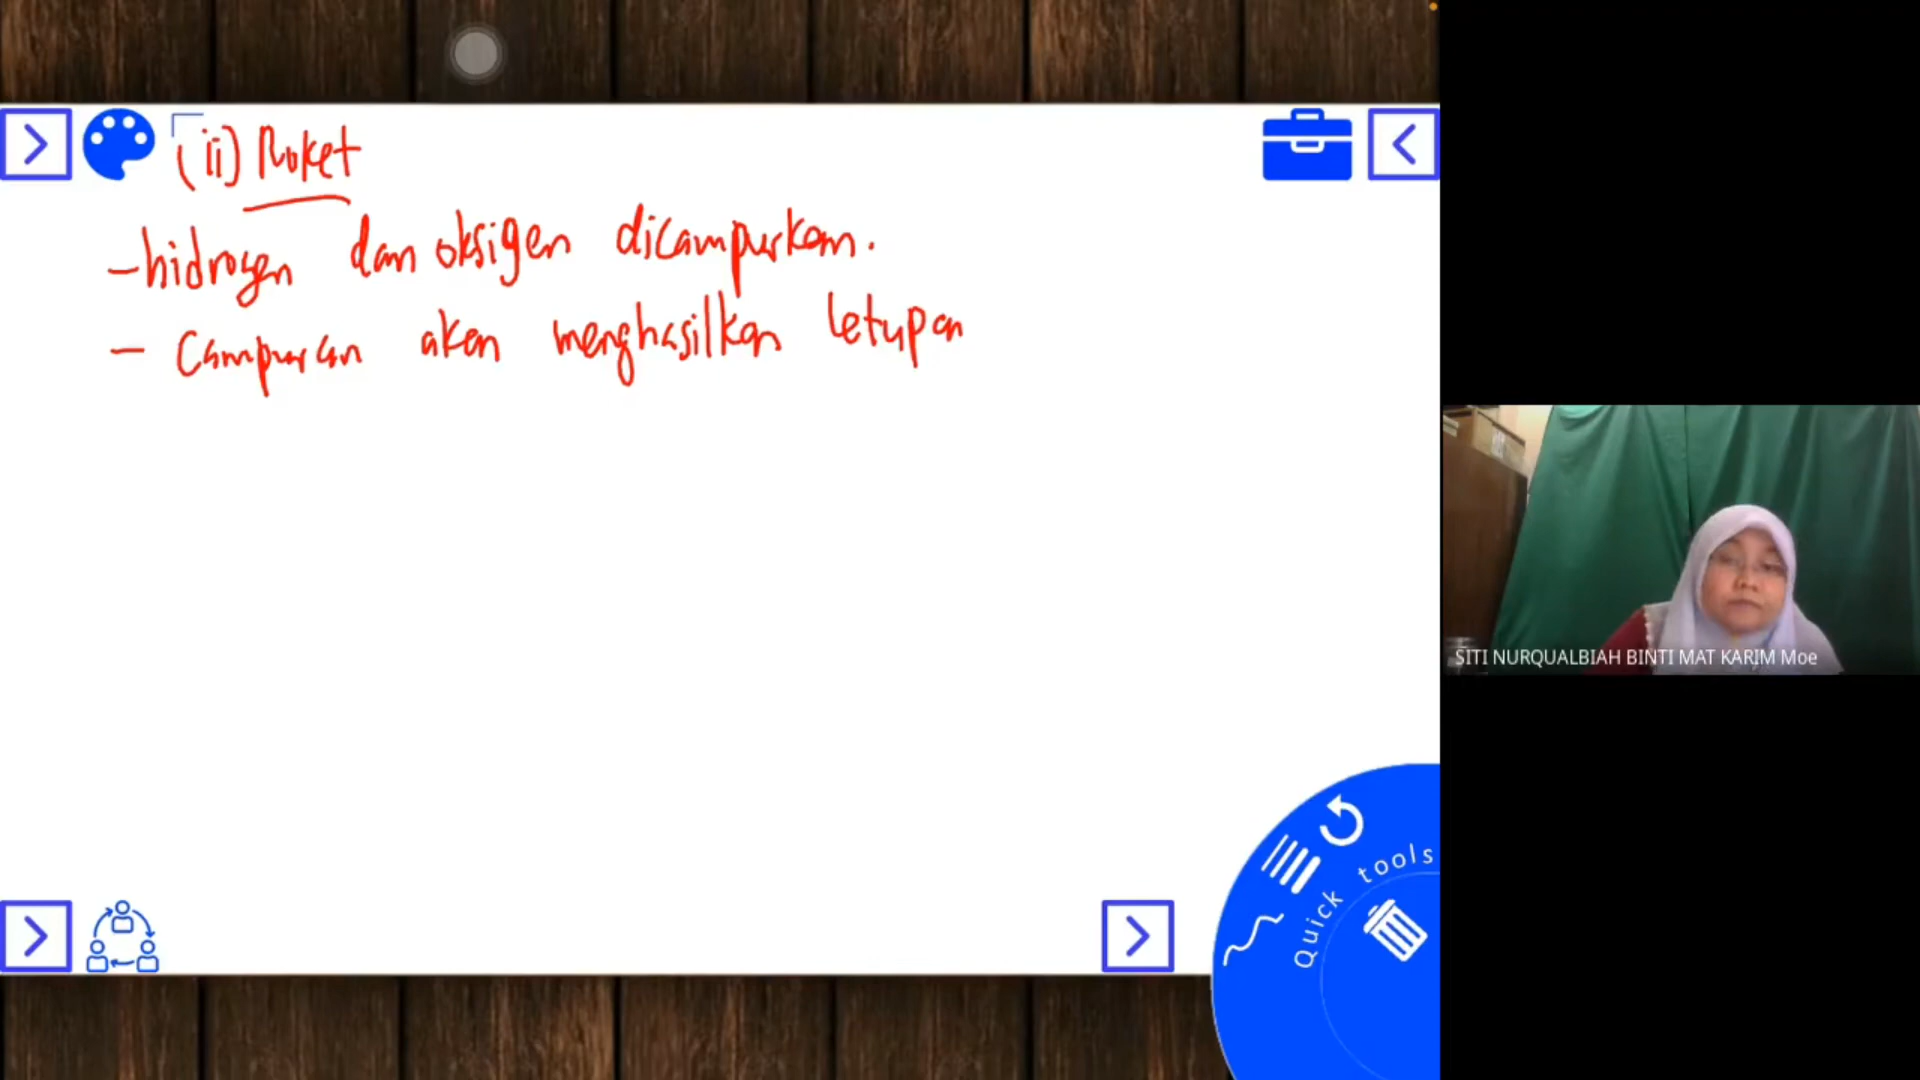 (ii) Roket
- hidrogen dan oksigen dicampurkan.
- Campuran akan menghasilkan letupan
SITI NURQUALBIAH BINTI MAT KARIM Moe
Quick tools